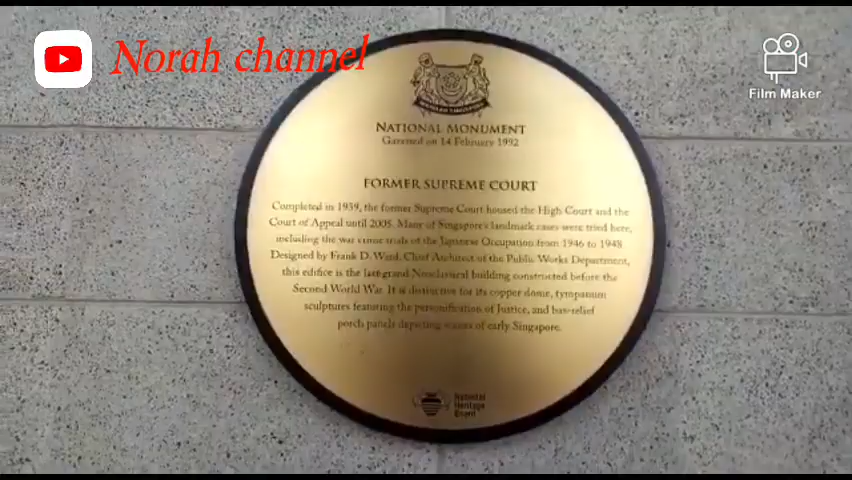 Norah channel
FILM MAKER
NATIONAL MONUMENT
Gazetted on 14 February 1992
FORMER SUPREME COURT
Completed in 1939, the former Supreme Court housed the High Court and the
Court of Appeal until 2005. Many of Singapore's landmark cases were tried here,
including the war crime trials of the Japanese Occupation from 1946 to 1948.
Designed by Frank D. Ward, Chief Architect of the Public Works Department,
this edifice is the last grand Neoclassical building constructed before the
Second World War. It is distinctive for its copper dome, tympanum
sculptures featuring the personification of Justice, and bas-relief
porch panels depicting scenes of early Singapore.
National
Heritage
Board